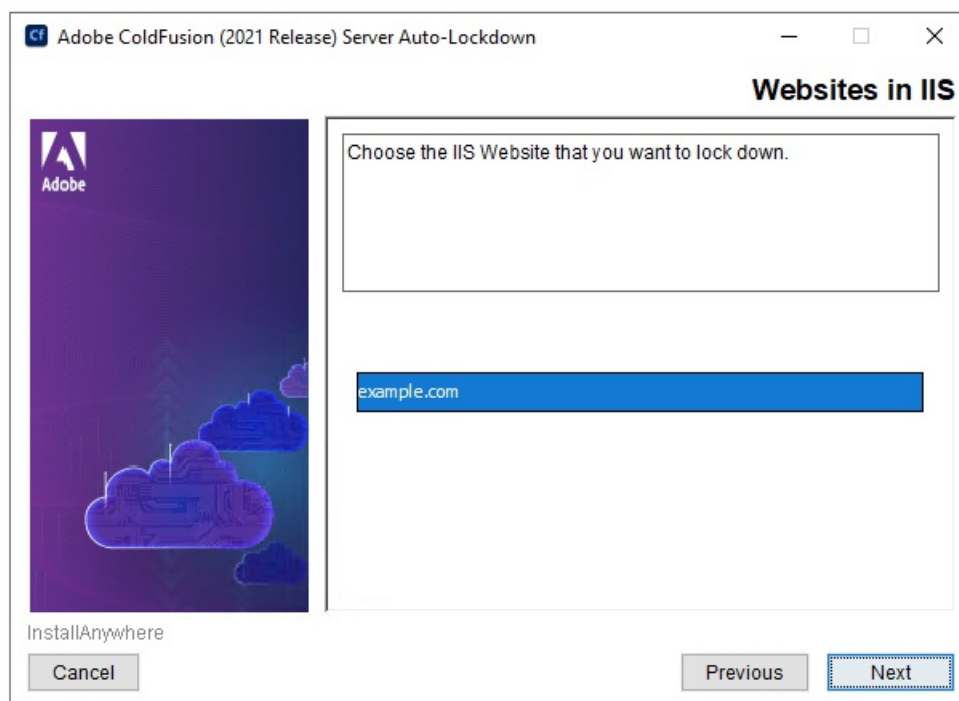 Adobe ColdFusion (2021 Release) Server Auto-Lockdown
Websites in IIS
Adobe
Choose the IIS Website that you want to lock down.
example.com
InstallAnywhere
Cancel
Previous
Next